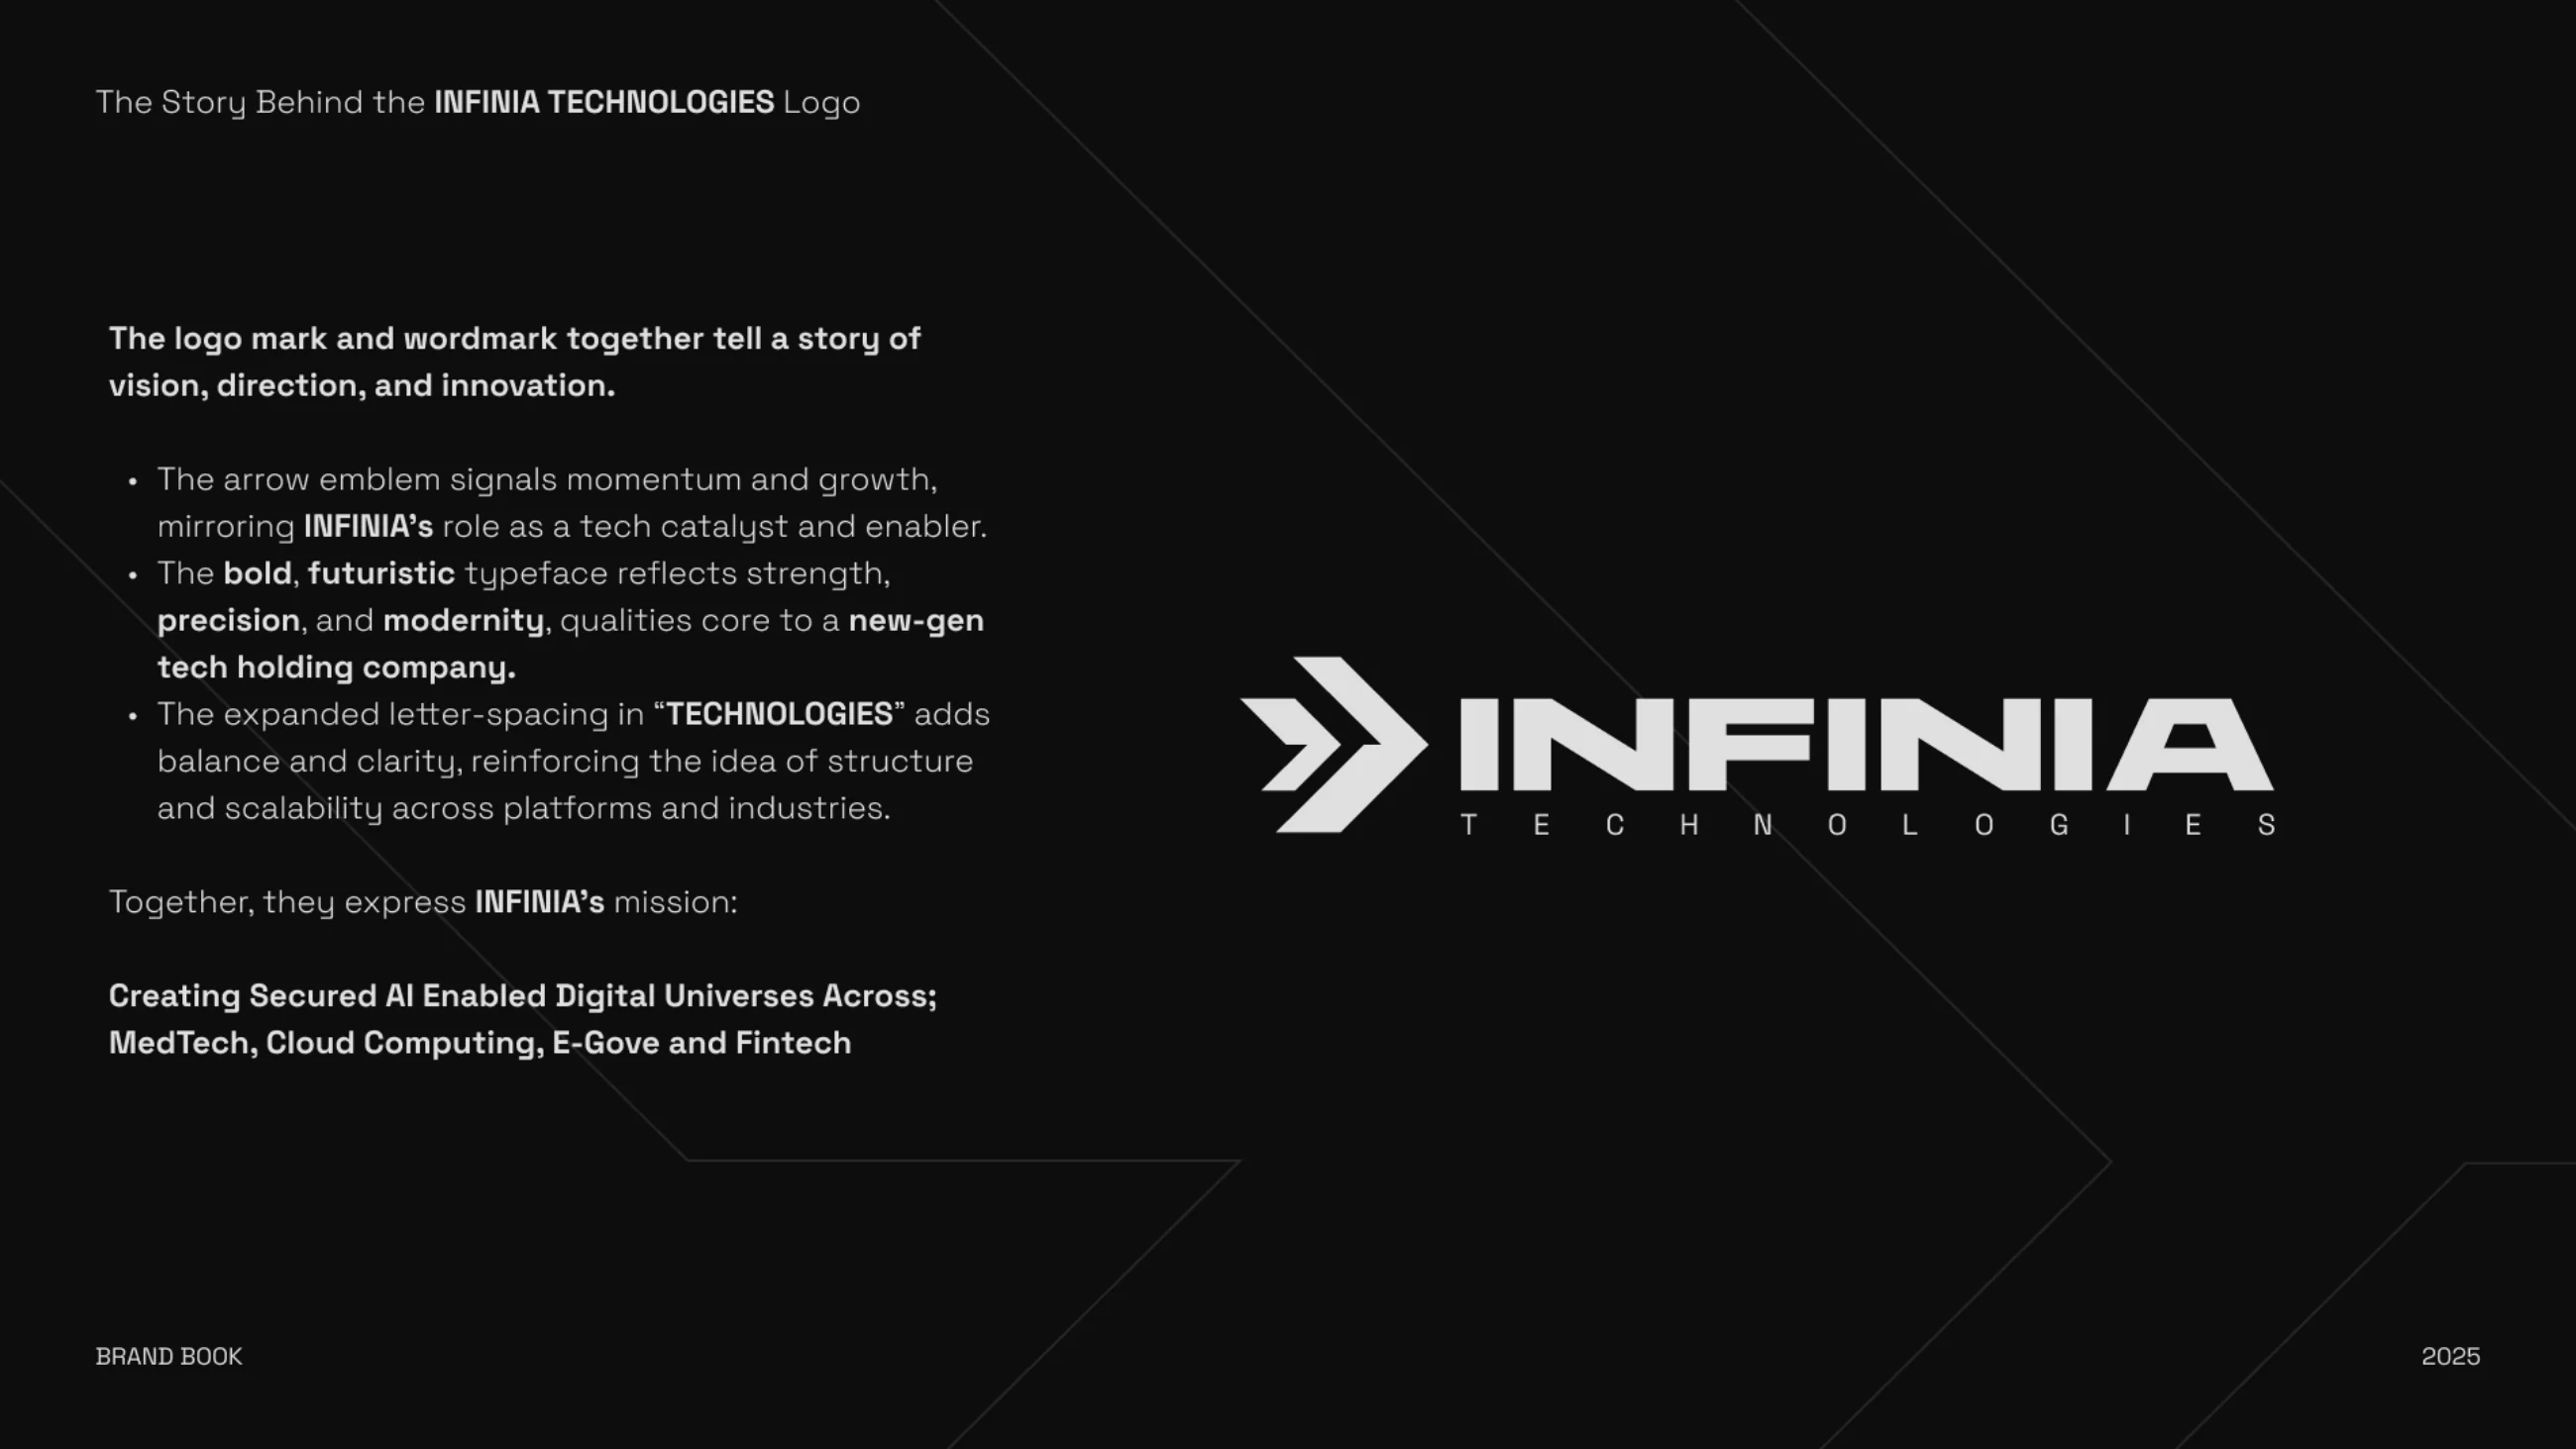 The Story Behind the INFINIA TECHNOLOGIES Logo
The logo mark and wordmark together tell a story of
vision, direction, and innovation.
• The arrow emblem signals momentum and growth,
mirroring INFINIA’s role as a tech catalyst and enabler.
• The bold, futuristic typeface reflects strength,
precision, and modernity, qualities core to a new-gen
tech holding company.
• The expanded letter-spacing in “TECHNOLOGIES” adds
balance and clarity, reinforcing the idea of structure
and scalability across platforms and industries.
Together, they express INFINIA’s mission:
Creating Secured AI Enabled Digital Universes Across;
MedTech, Cloud Computing, E-Gove and Fintech
INFINIA
TECHNOLOGIES
BRAND BOOK
2025